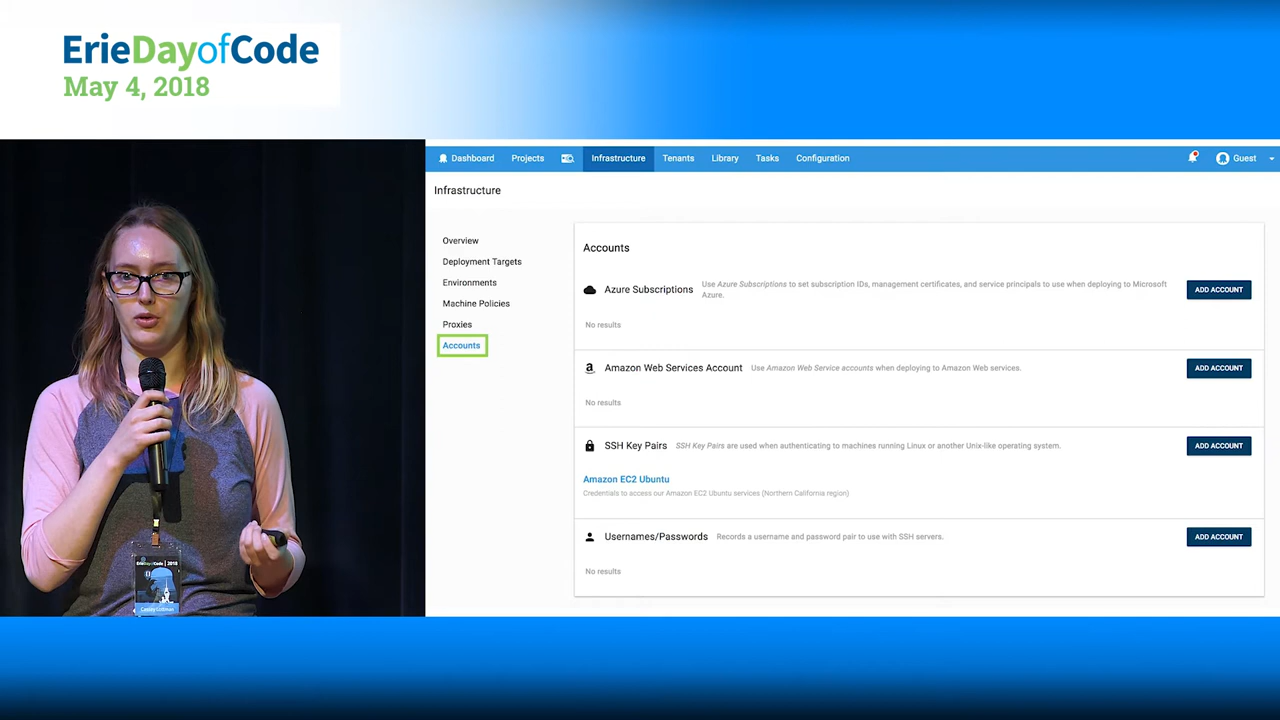 ErieDayofCode
May 4, 2018
Dashboard Projects Infrastructure Tenants Library Tasks Configuration Guest
Infrastructure
Overview
Deployment Targets
Environments
Machine Policies
Proxies
Accounts
Accounts
Azure Subscriptions Use Azure Subscriptions to set subscription IDs, management certificates, and service principals to use when deploying to Microsoft
Azure.
ADD ACCOUNT
No results
Amazon Web Services Account Use Amazon Web Service accounts when deploying to Amazon Web services.
ADD ACCOUNT
No results
SSH Key Pairs SSH Key Pairs are used when authenticating to machines running Linux or another Unix-like operating system.
ADD ACCOUNT
Amazon EC2 Ubuntu
Credentials to access our Amazon EC2 Ubuntu services (Northern California region)
Usernames/Passwords Records a username and password pair to use with SSH servers.
ADD ACCOUNT
No results
ErieDayofCode | 2018